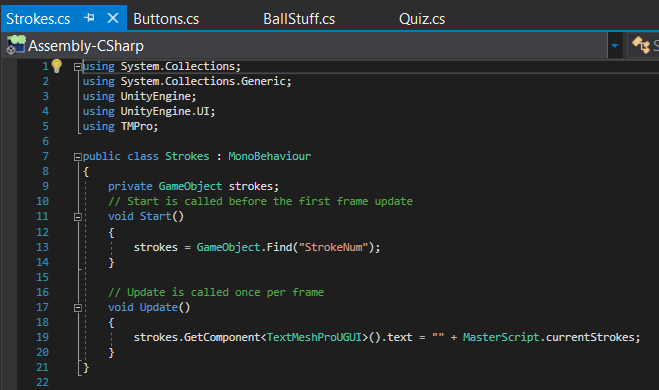 Strokes.cs Buttons.cs BallStuff.cs Quiz.cs
Assembly-CSharp
1 using System.Collections;
2 using System.Collections.Generic;
3 using UnityEngine;
4 using UnityEngine.UI;
5 using TMPro;
6
7 public class Strokes : MonoBehaviour
8 {
9 private GameObject strokes;
10 // Start is called before the first frame update
11 void Start()
12 {
13 strokes = GameObject.Find("StrokeNum");
14 }
15
16 // Update is called once per frame
17 void Update()
18 {
19 strokes.GetComponent<TextMeshProUGUI>().text = "" + MasterScript.currentStrokes;
20 }
21 }
22